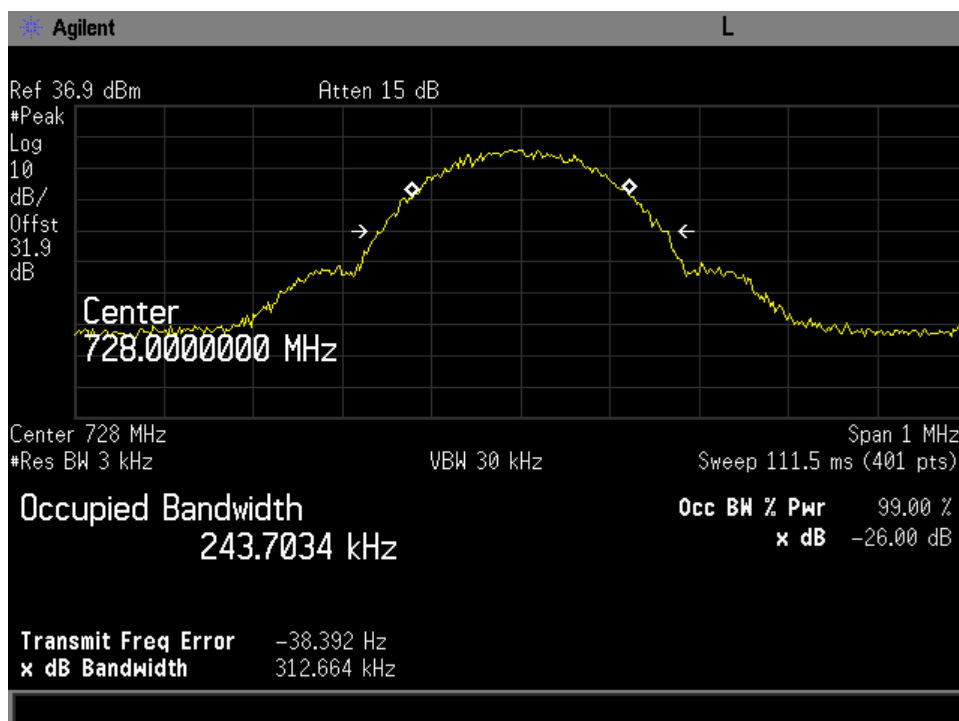 Agilent L
Ref 36.9 dBm Atten 15 dB
#Peak
Log
10
dB/
Offst
31.9
dB
Center
728.0000000 MHz
Center 728 MHz Span 1 MHz
#Res BW 3 kHz VBW 30 kHz Sweep 111.5 ms (401 pts)
Occupied Bandwidth Occ BW % Pwr 99.00 %
243.7034 kHz x dB -26.00 dB
Transmit Freq Error -38.392 Hz
x dB Bandwidth 312.664 kHz